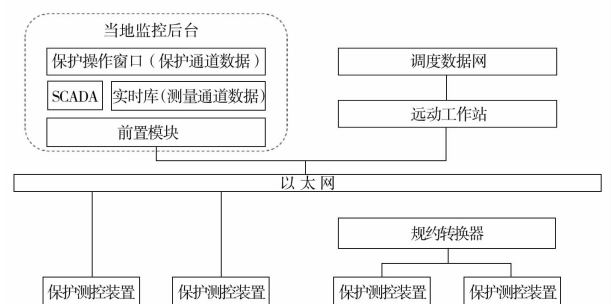 当地监控后台
保护操作窗口(保护通道数据)
SCADA 实时库(测量通道数据)
前置模块
调度数据网
远动工作站
以太网
规约转换器
保护测控装置 保护测控装置 保护测控装置 保护测控装置